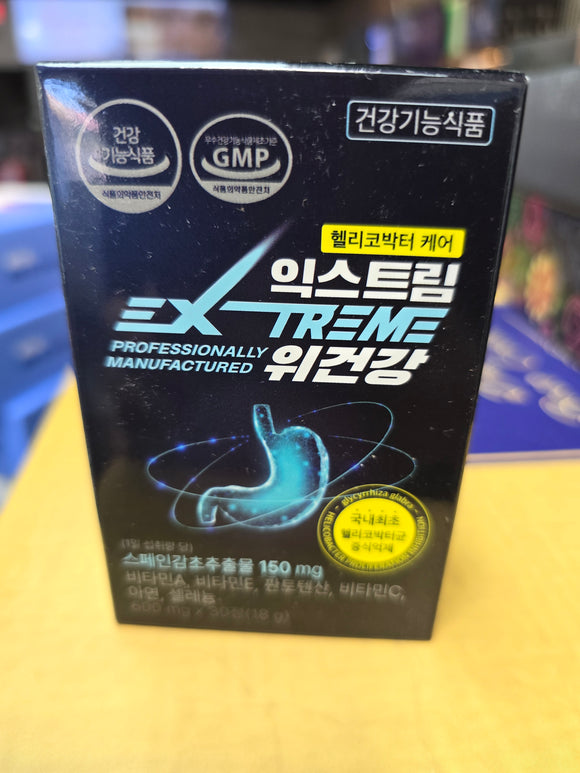 건강
기능식품
식품의약품안전처
우수건강기능식품제조기준
GMP
식품의약품안전처
건강기능식품
헬리코박터 케어
익스트림
EXTREME
PROFESSIONALLY
MANUFACTURED
위건강
glycyrrhiza glabra
국내최초
헬리코박터균
증식억제
HELICOBACTER PROLIFERATION
(1일 섭취량 당)
스페인감초추출물 150 mg
비타민A, 비타민E, 판토텐산, 비타민C,
아연, 셀레늄
600 mg x 30정(18 g)